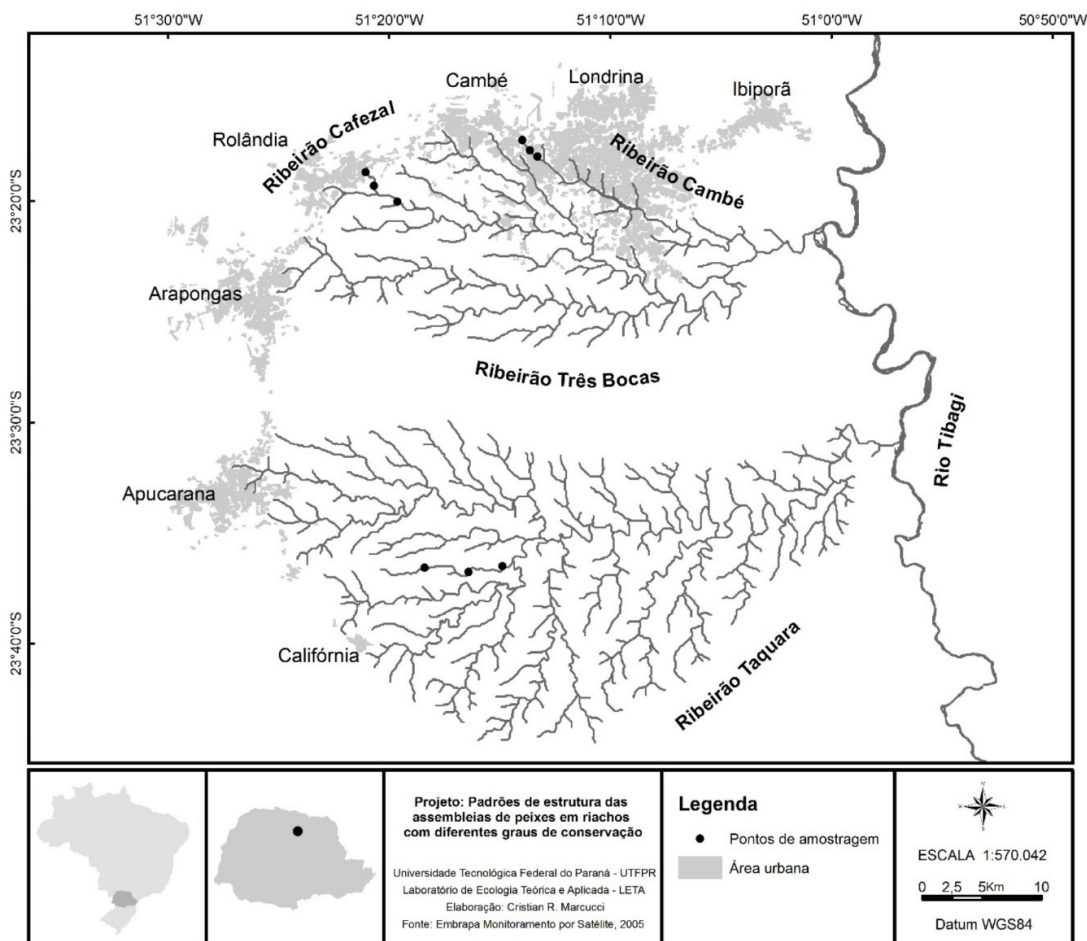 51°30'0"W
51°20'0"W
51°10'0"W
51°0'0"W
50°50'0"W
Cambé
Londrina
Ibiporã
Rolândia
Ribeirão Cafezal
Ribeirão Cambé
23°20'0"S
Arapongas
Ribeirão Três Bocas
23°30'0"S
Rio Tibagi
Apucarana
23°40'0"S
Califórnia
Ribeirão Taquara
Projeto: Padrões de estrutura das
assembleias de peixes em riachos
com diferentes graus de conservação
Universidade Tecnológica Federal do Paraná - UTFPR
Laboratório de Ecologia Teórica e Aplicada - LETA
Elaboração: Cristian R. Marcucci
Fonte: Embrapa Monitoramento por Satélite, 2005
Legenda
Pontos de amostragem
Área urbana
ESCALA 1:570.042
0 2,5 5Km 10
Datum WGS84